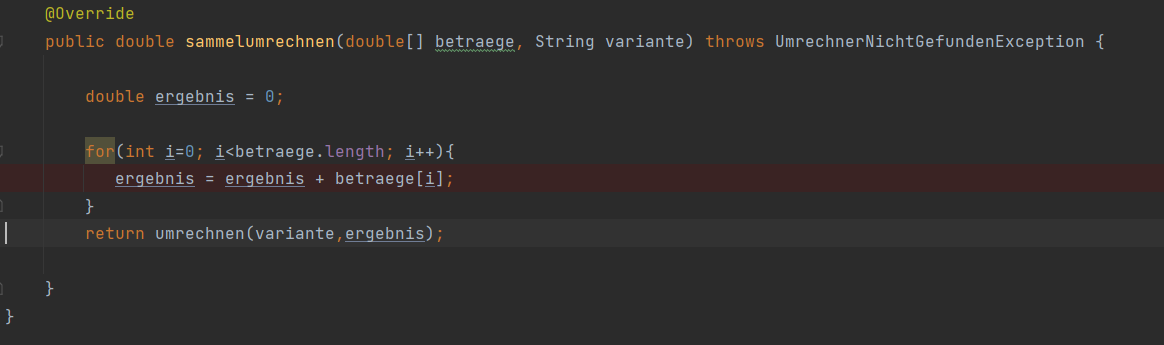 @Override
public double sammelumrechnen(double[] betraege, String variante) throws UmrechnerNichtGefundenException {
double ergebnis = 0;
for(int i=0; i<betraege.length; i++){
ergebnis = ergebnis + betraege[i];
}
return umrechnen(variante,ergebnis);
}
}